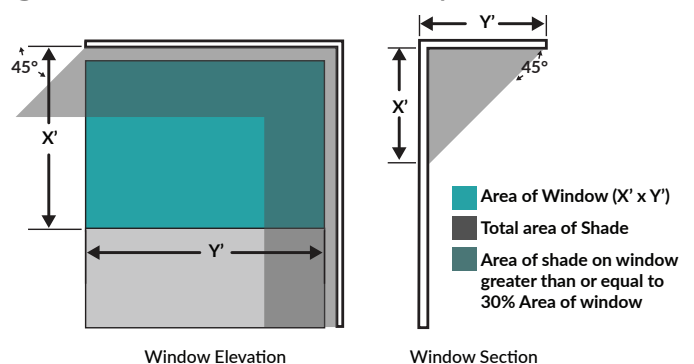 Y’
45°
45°
X’
X’
Area of Window (X’ x Y’)
Total area of Shade
Y’
Area of shade on window
greater than or equal to
30% Area of window
Window Elevation
Window Section